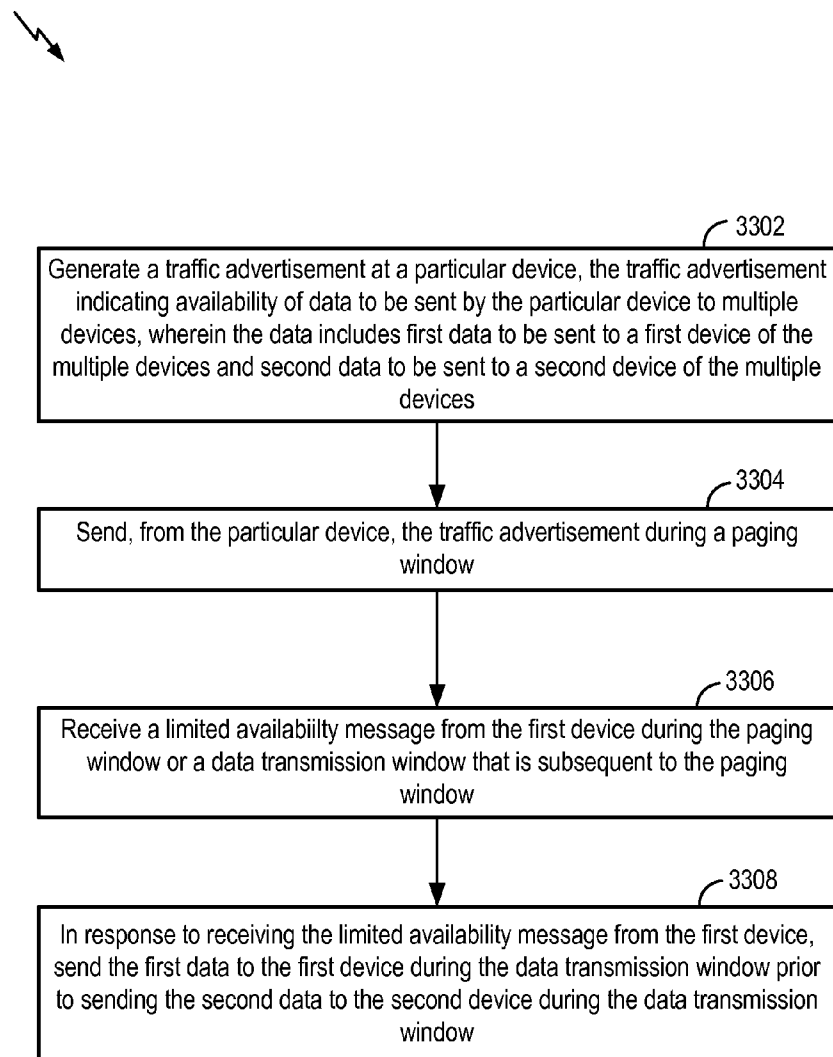 3302
Generate a traffic advertisement at a particular device, the traffic advertisement
indicating availability of data to be sent by the particular device to multiple
devices, wherein the data includes first data to be sent to a first device of the
multiple devices and second data to be sent to a second device of the multiple
devices
3304
Send, from the particular device, the traffic advertisement during a paging
window
3306
Receive a limited availabiilty message from the first device during the paging
window or a data transmission window that is subsequent to the paging
window
3308
In response to receiving the limited availability message from the first device,
send the first data to the first device during the data transmission window prior
to sending the second data to the second device during the data transmission
window